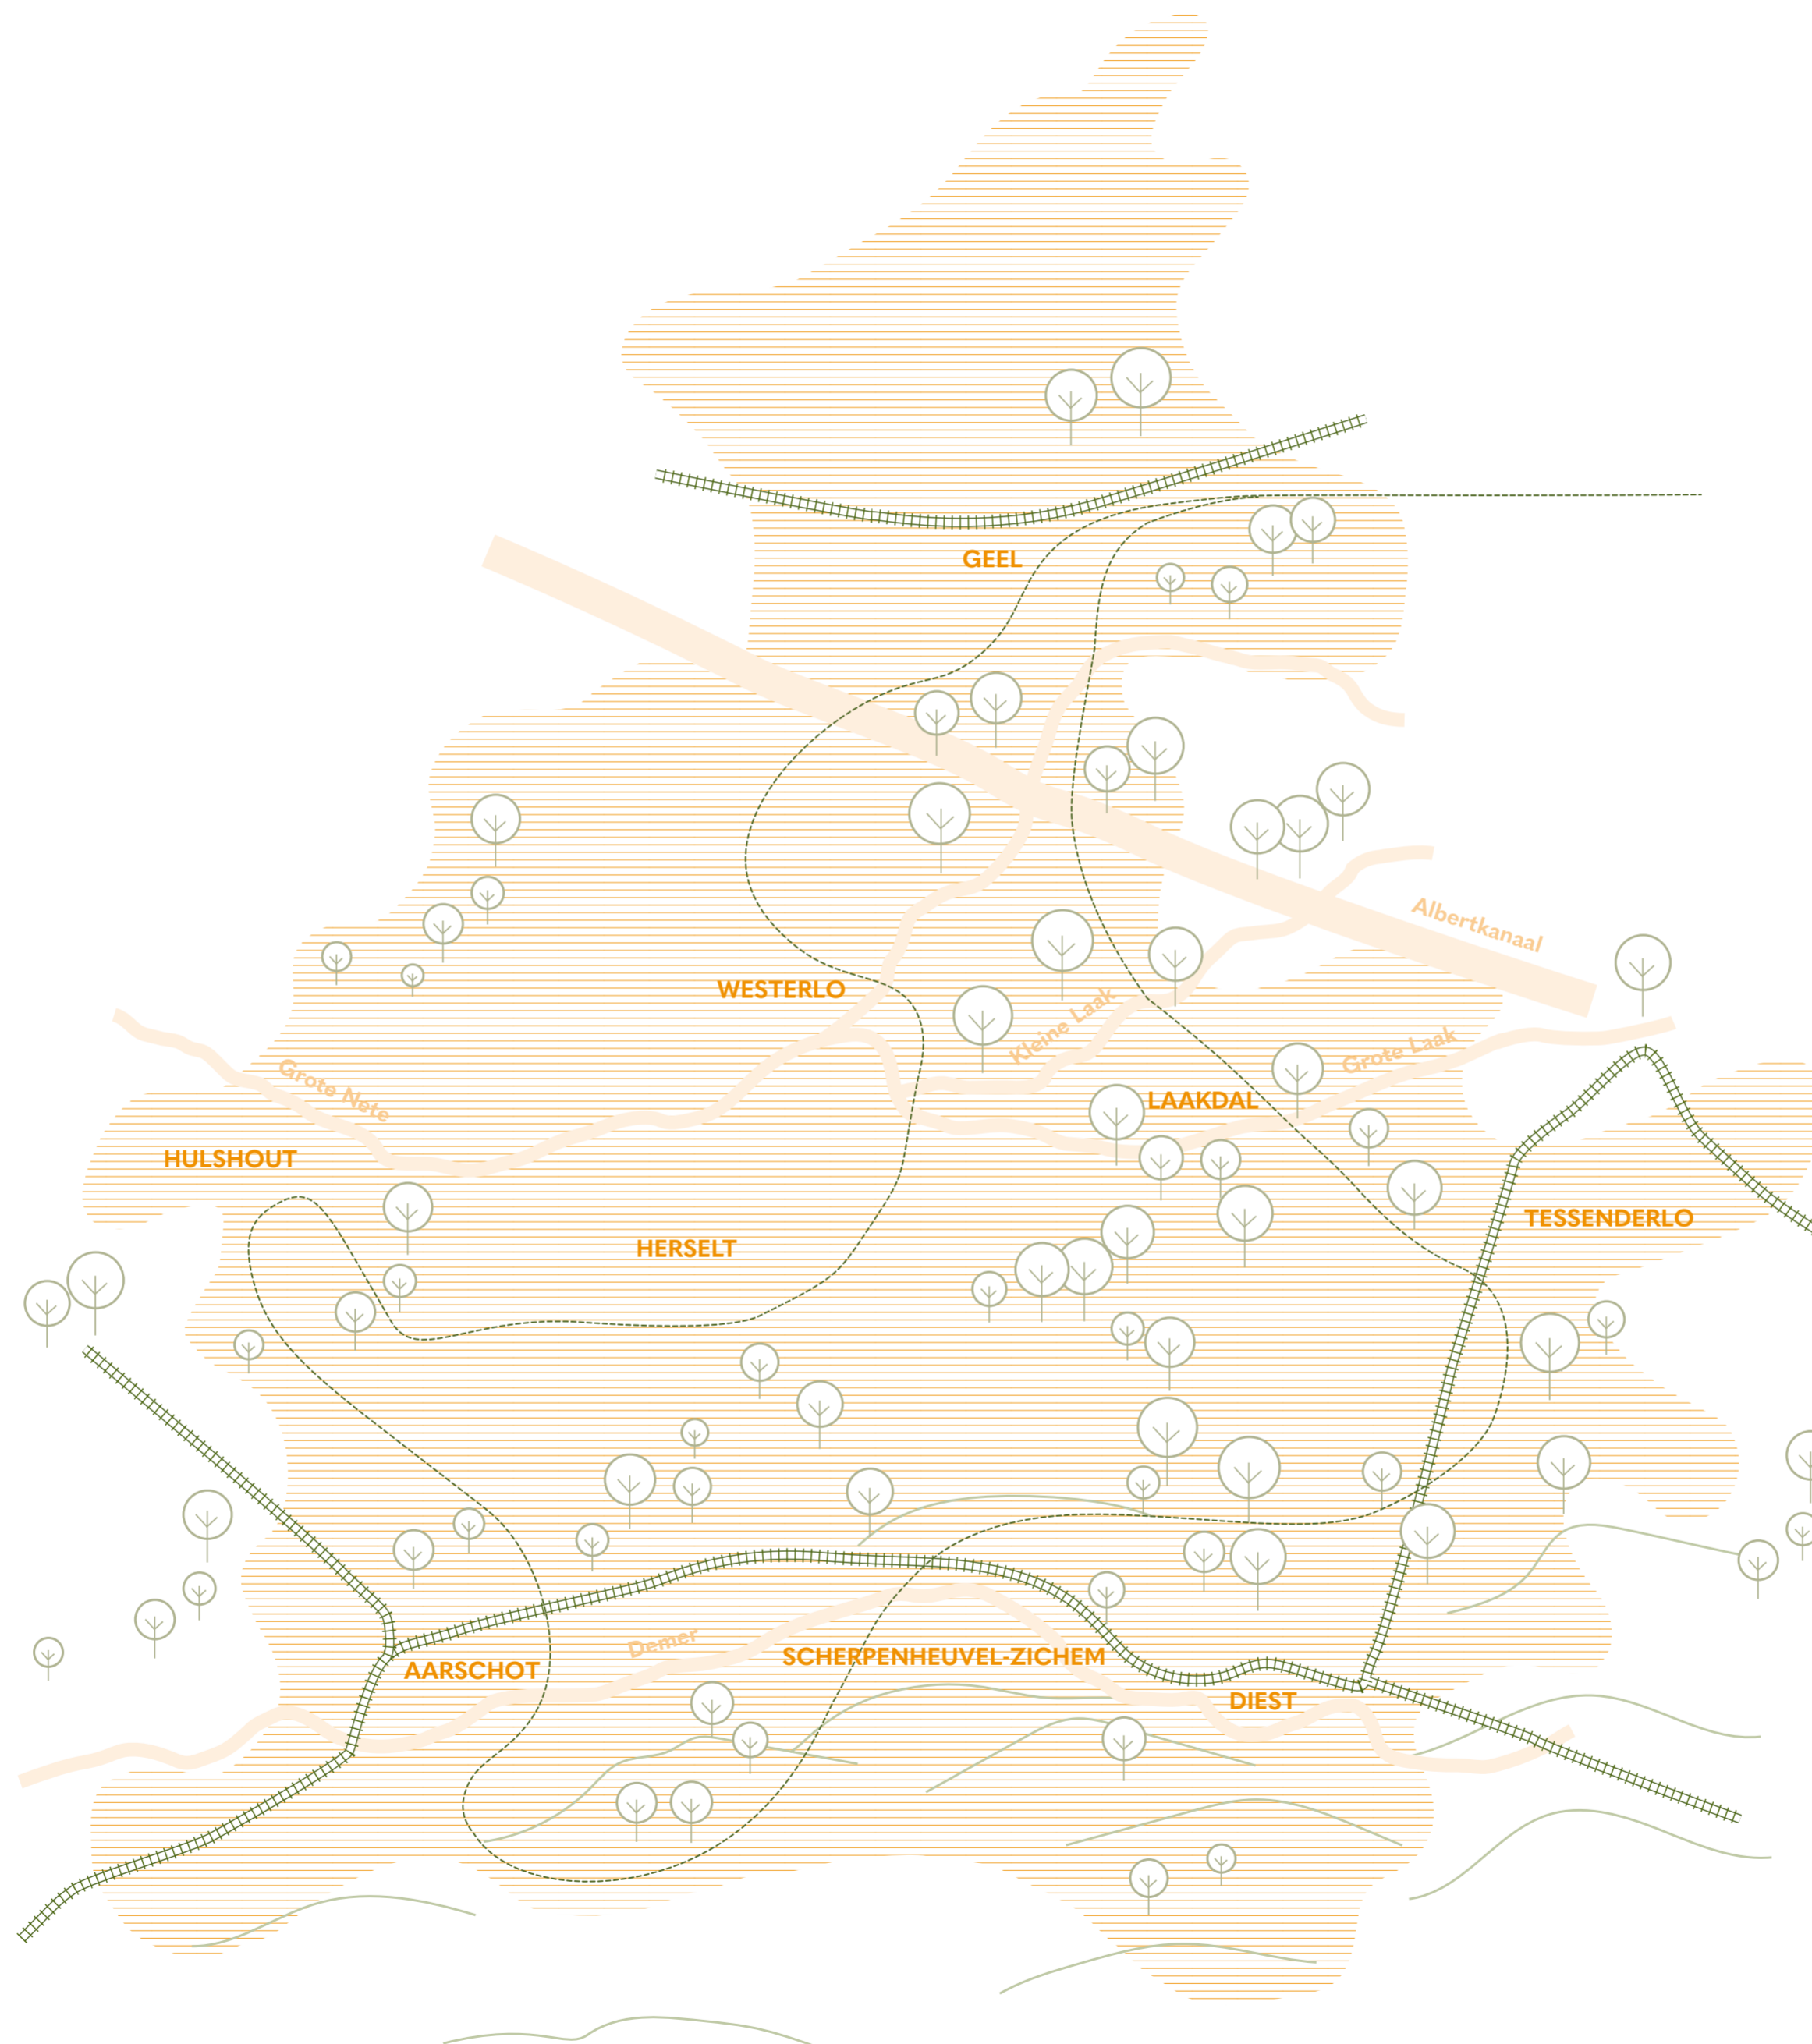 GEEL
Albertkanaal
WESTERLO
Kleine Laak
Grote Laak
Grote Nete
LAAKDAL
HULSHOUT
TESSENDERLO
HERSELT
Demer
SCHERPENHEUVEL-ZICHEM
AARSCHOT
DIEST